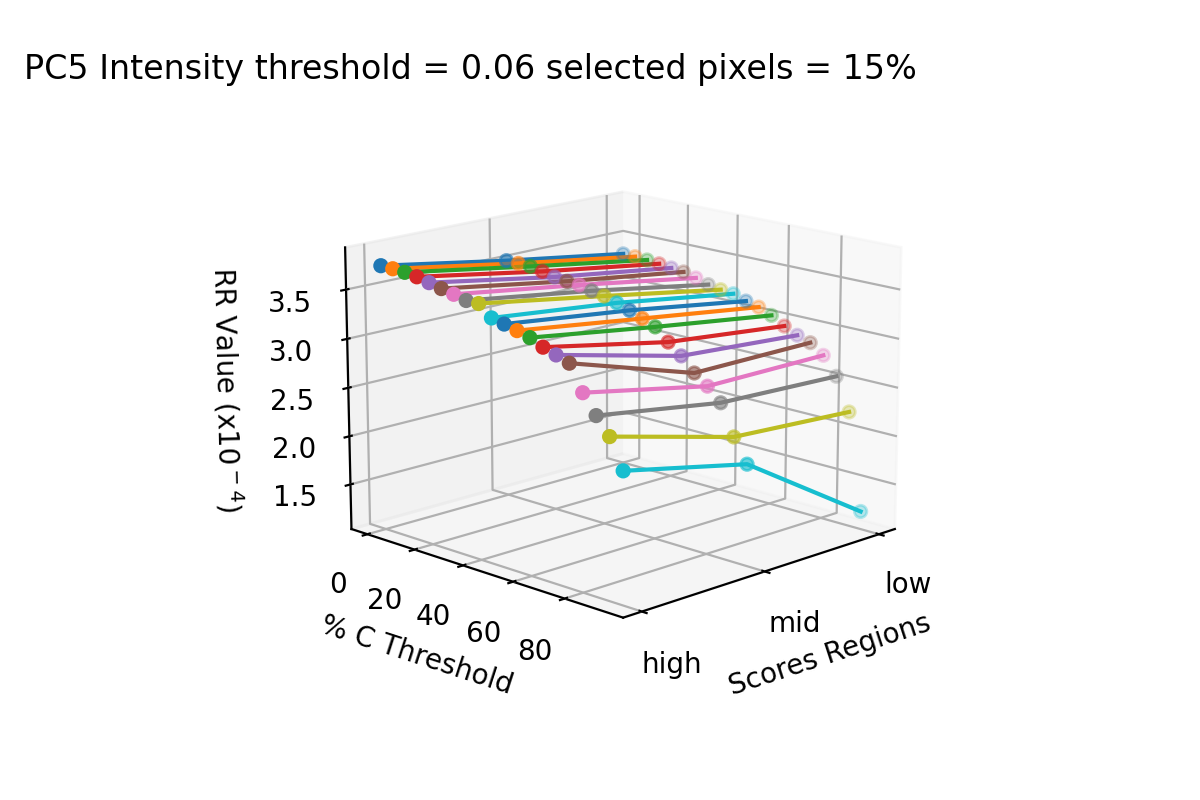 PC5 Intensity threshold = 0.06 selected pixels = 15%
RR Value (x10⁻⁴)
3.5
3.0
2.5
2.0
1.5
0
20
40
60
80
% C Threshold
high
mid
low
Scores Regions